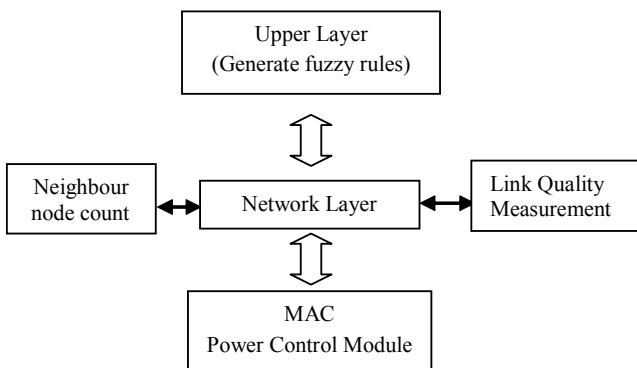 Upper Layer
(Generate fuzzy rules)
Neighbour
node count
Network Layer
Link Quality
Measurement
MAC
Power Control Module